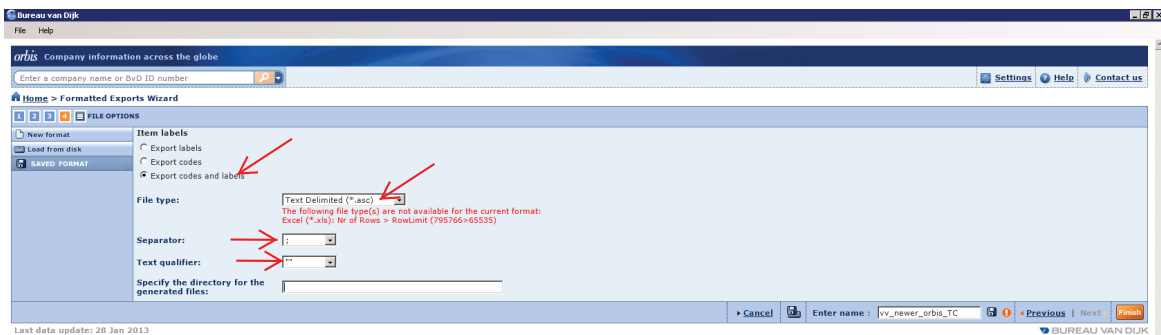 Bureau van Dijk
File Help
orbis Company information across the globe
Enter a company name or BvD ID number
Settings Help Contact us
Home > Formatted Exports Wizard
1 2 3 4 FILE OPTIONS
New format
Load from disk
SAVED FORMAT
Item labels
Export labels
Export codes
Export codes and labels
File type: Text Delimited (*.asc)
The following file type(s) are not available for the current format:
Excel (*.xls): Nr of Rows > RowLimit (795766>65535)
Separator: ;
Text qualifier: ""
Specify the directory for the
generated files:
Cancel Enter name : vv_newer_orbis_TC Previous | Next Finish
Last data update: 28 Jan 2013 BUREAU VAN DIJK